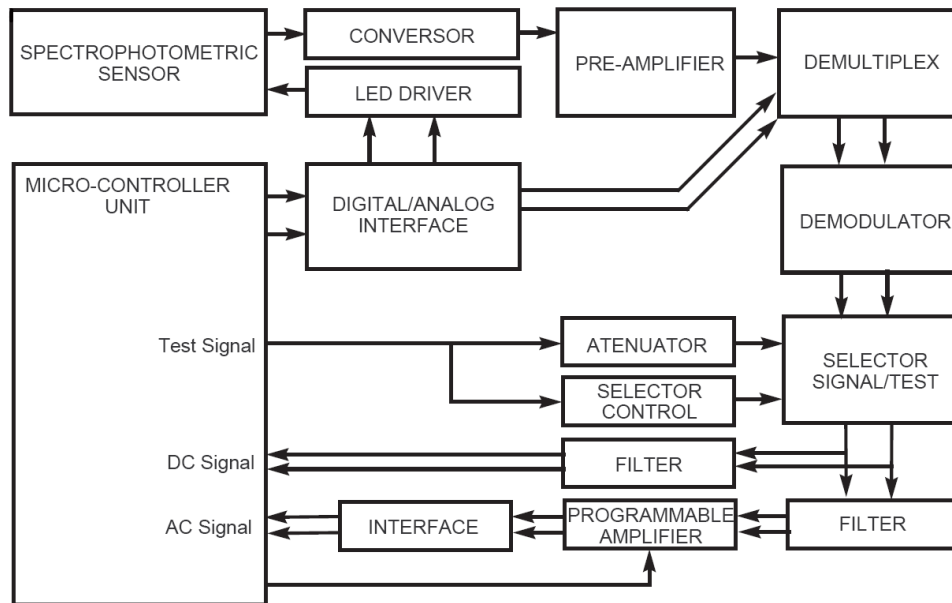 SPECTROPHOTOMETRIC
SENSOR
CONVERSOR
LED DRIVER
PRE-AMPLIFIER
DEMULTIPLEX
MICRO-CONTROLLER
UNIT
DIGITAL/ANALOG
INTERFACE
DEMODULATOR
Test Signal
ATENUATOR
SELECTOR
CONTROL
SELECTOR
SIGNAL/TEST
DC Signal
FILTER
AC Signal
INTERFACE
PROGRAMMABLE
AMPLIFIER
FILTER